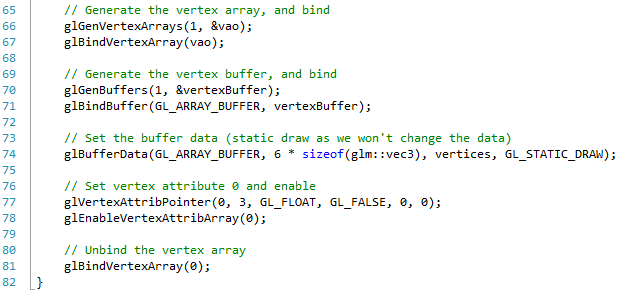 65 // Generate the vertex array, and bind
66 glGenVertexArrays(1, &vao);
67 glBindVertexArray(vao);
68
69 // Generate the vertex buffer, and bind
70 glGenBuffers(1, &vertexBuffer);
71 glBindBuffer(GL_ARRAY_BUFFER, vertexBuffer);
72
73 // Set the buffer data (static draw as we won't change the data)
74 glBufferData(GL_ARRAY_BUFFER, 6 * sizeof(glm::vec3), vertices, GL_STATIC_DRAW);
75
76 // Set vertex attribute 0 and enable
77 glVertexAttribPointer(0, 3, GL_FLOAT, GL_FALSE, 0, 0);
78 glEnableVertexAttribArray(0);
79
80 // Unbind the vertex array
81 glBindVertexArray(0);
82 }